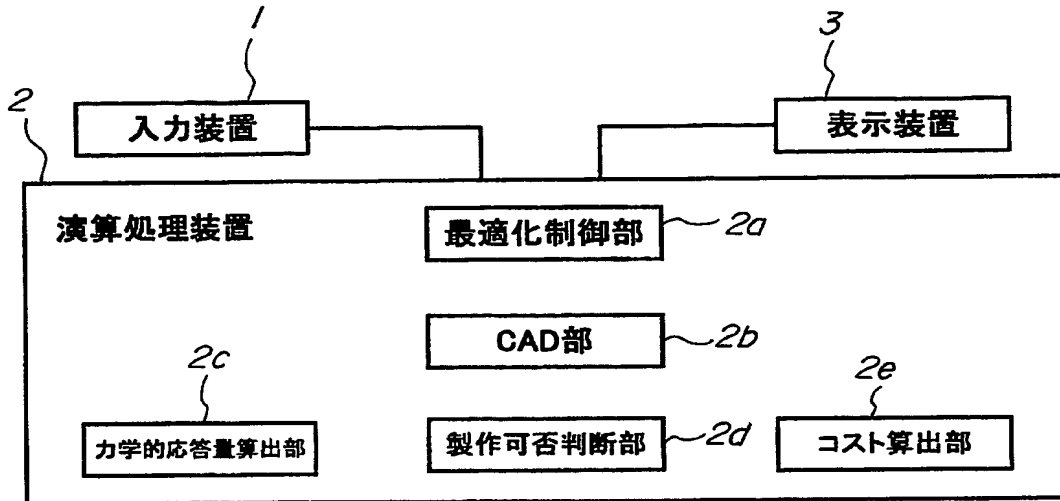 1
3
2
入力装置
表示装置
演算処理装置
最適化制御部
2a
CAD部
2b
2c
2e
力学的応答量算出部
製作可否判断部
2d
コスト算出部